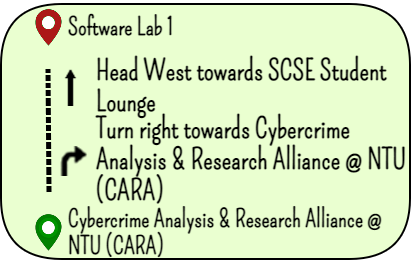 Software Lab 1
Head West towards SCSE Student
Lounge
Turn right towards Cybercrime
Analysis & Research Alliance @ NTU
(CARA)
Cybercrime Analysis & Research Alliance @
NTU (CARA)